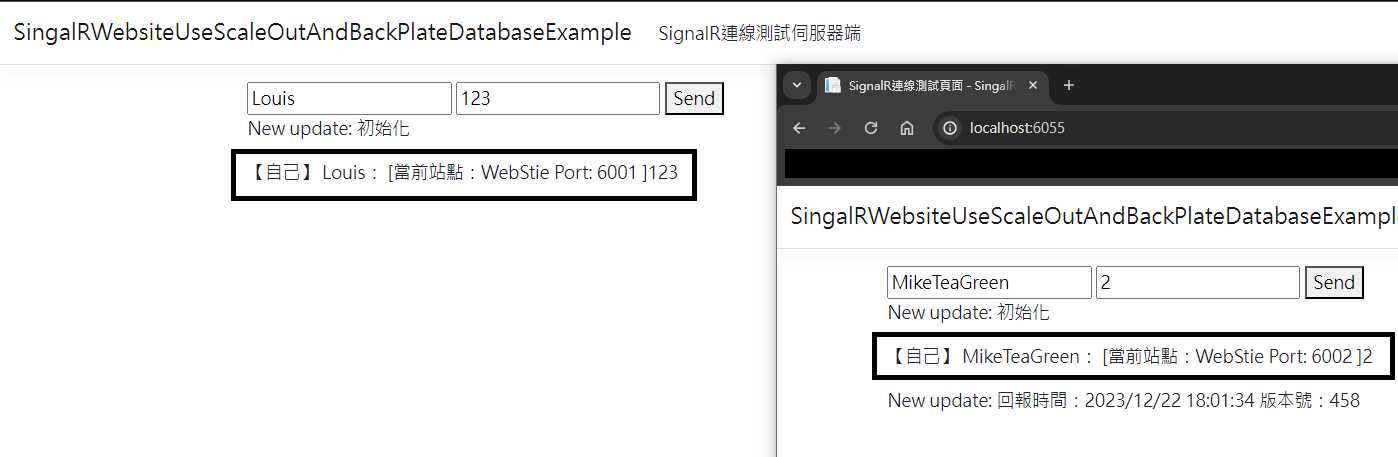 SingalRWebsiteUseScaleOutAndBackPlateDatabaseExample SignalR連線測試伺服器端
Louis 123 Send
New update: 初始化
【自己】 Louis： [當前站點：WebStie Port: 6001 ]123
SignalR連線測試頁面 - SingalR
localhost:6055
SingalRWebsiteUseScaleOutAndBackPlateDatabaseExampl
MikeTeaGreen 2 Send
New update: 初始化
【自己】 MikeTeaGreen： [當前站點：WebStie Port: 6002 ]2
New update: 回報時間：2023/12/22 18:01:34 版本號：458